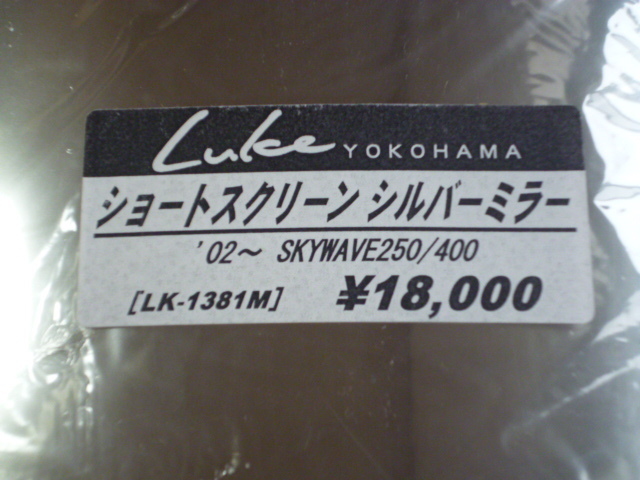 Luke YOKOHAMA
ショートスクリーン シルバーミラー
'02～ SKYWAVE250/400
[LK-1381M] ¥18,000